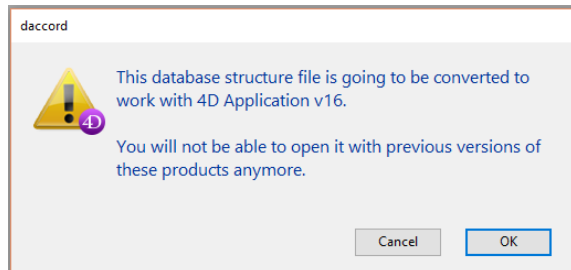 daccord
This database structure file is going to be converted to
work with 4D Application v16.
You will not be able to open it with previous versions of
these products anymore.
4D
Cancel
OK